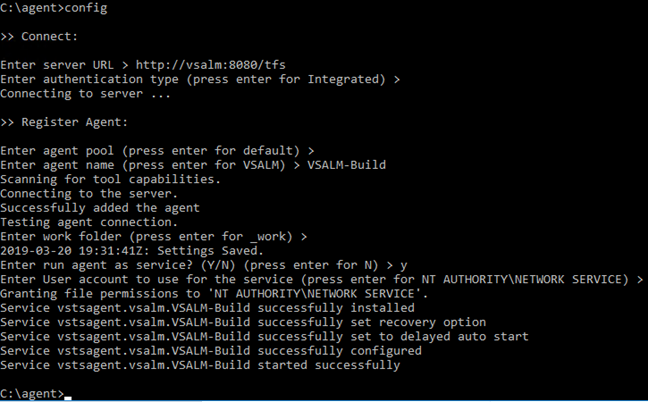 C:\agent>config
>> Connect:
Enter server URL > http://vsalm:8080/tfs
Enter authentication type (press enter for Integrated) >
Connecting to server ...
>> Register Agent:
Enter agent pool (press enter for default) >
Enter agent name (press enter for VSALM) > VSALM-Build
Scanning for tool capabilities.
Connecting to the server.
Successfully added the agent
Testing agent connection.
Enter work folder (press enter for _work) >
2019-03-20 19:31:41Z: Settings Saved.
Enter run agent as service? (Y/N) (press enter for N) > y
Enter User account to use for the service (press enter for NT AUTHORITY\NETWORK SERVICE) >
Granting file permissions to 'NT AUTHORITY\NETWORK SERVICE'.
Service vstsagent.vsalm.VSALM-Build successfully installed
Service vstsagent.vsalm.VSALM-Build successfully set recovery option
Service vstsagent.vsalm.VSALM-Build successfully set to delayed auto start
Service vstsagent.vsalm.VSALM-Build successfully configured
Service vstsagent.vsalm.VSALM-Build started successfully
C:\agent>